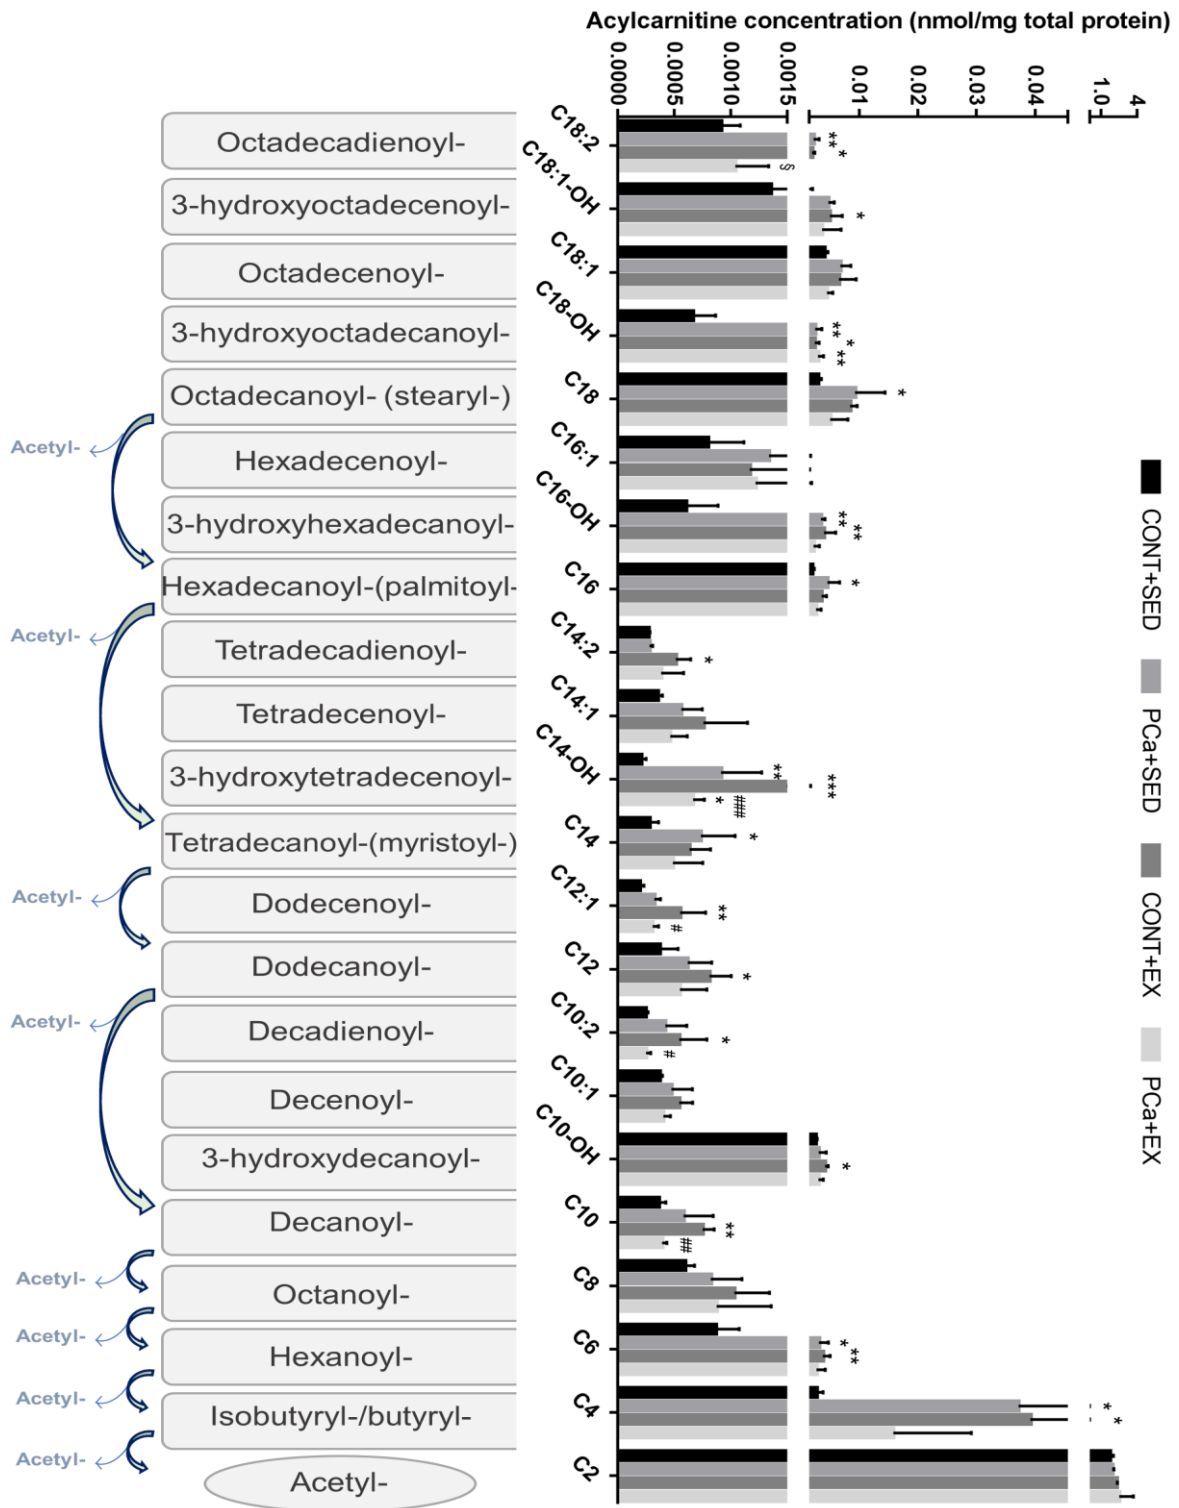 Acylcarnitine concentration (nmol/mg total protein)
0.0000
0.0005
0.0010
0.0015
0.01
0.02
0.03
0.04
1.0
4
Octadecadienoyl-
C18:2
**
*
§
3-hydroxyoctadecenoyl-
C18:1-OH
*
Octadecenoyl-
C18:1
3-hydroxyoctadecanoyl-
C18-OH
**
*
**
Octadecanoyl- (stearyl-)
C18
*
Acetyl-
Hexadecenoyl-
C16:1
3-hydroxyhexadecanoyl-
C16-OH
**
**
Hexadecanoyl-(palmitoyl-
C16
*
Acetyl-
Tetradecadienoyl-
C14:2
*
Tetradecenoyl-
C14:1
3-hydroxytetradecenoyl-
C14-OH
**
***
*
###
Tetradecanoyl-(myristoyl-)
C14
*
Acetyl-
Dodecenoyl-
C12:1
**
#
Dodecanoyl-
C12
*
Acetyl-
Decadienoyl-
C10:2
*
#
Decenoyl-
C10:1
3-hydroxydecanoyl-
C10-OH
*
Decanoyl-
C10
**
##
Acetyl-
Octanoyl-
C8
Acetyl-
Hexanoyl-
C6
*
**
Acetyl-
Isobutyryl-/butyryl-
C4
*
*
Acetyl-
Acetyl-
C2
CONT+SED
PCa+SED
CONT+EX
PCa+EX